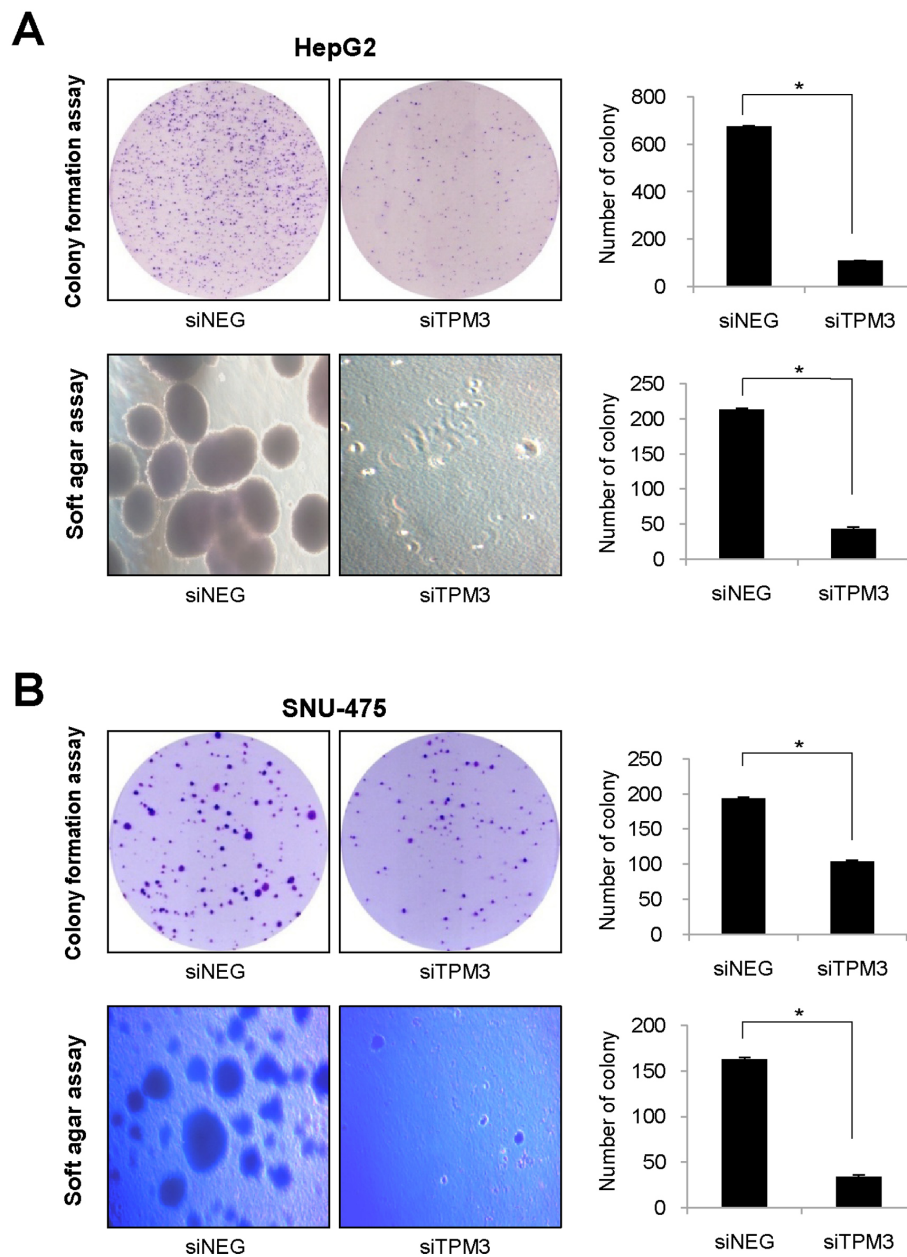 A
HepG2
Colony formation assay
siNEG
siTPM3
Number of colony
800
600
400
200
0
*
siNEG
siTPM3
Soft agar assay
siNEG
siTPM3
Number of colony
250
200
150
100
50
0
*
siNEG
siTPM3
B
SNU-475
Colony formation assay
siNEG
siTPM3
Number of colony
250
200
150
100
50
0
*
siNEG
siTPM3
Soft agar assay
siNEG
siTPM3
Number of colony
200
150
100
50
0
*
siNEG
siTPM3